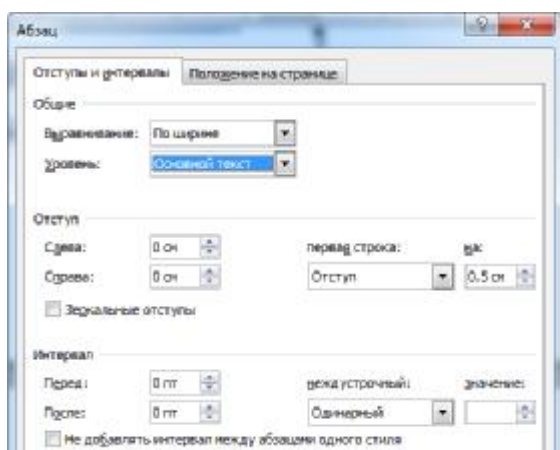 Абзац
Отступы и интервалы Положение на странице
Общие
Выравнивание: По ширине
Уровень: Основной текст
Отступ
Слева: 0 см первая строка: на:
Справа: 0 см Отступ 0,5 см
Зеркальные отступы
Интервал
Перед: 0 пт междустрочный: значение:
После: 0 пт Одинарный
Не добавлять интервал между абзацами одного стиля